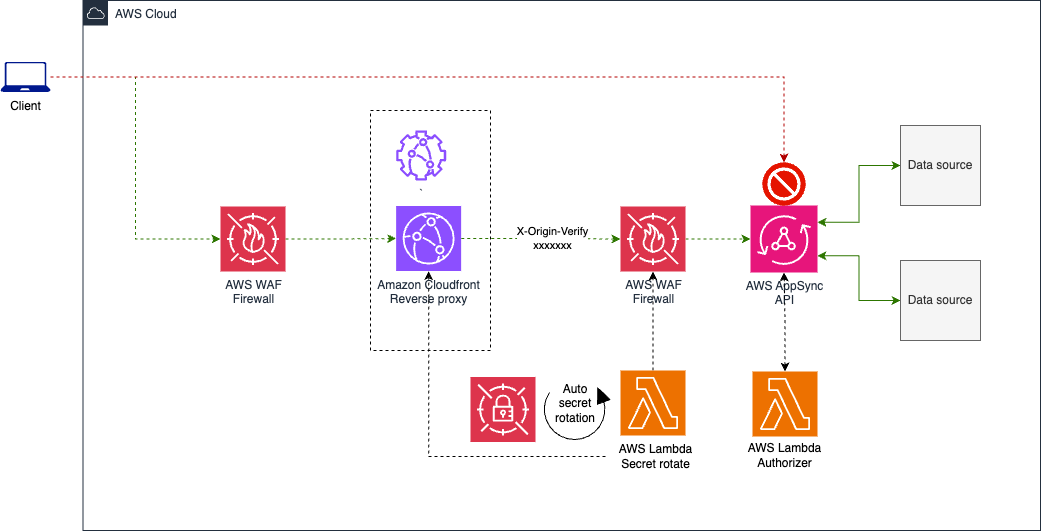 AWS Cloud
Client
AWS WAF
Firewall
Amazon Cloudfront
Reverse proxy
X-Origin-Verify
xxxxxxx
AWS WAF
Firewall
AWS AppSync
API
Data source
Data source
Auto
secret
rotation
AWS Lambda
Secret rotate
AWS Lambda
Authorizer